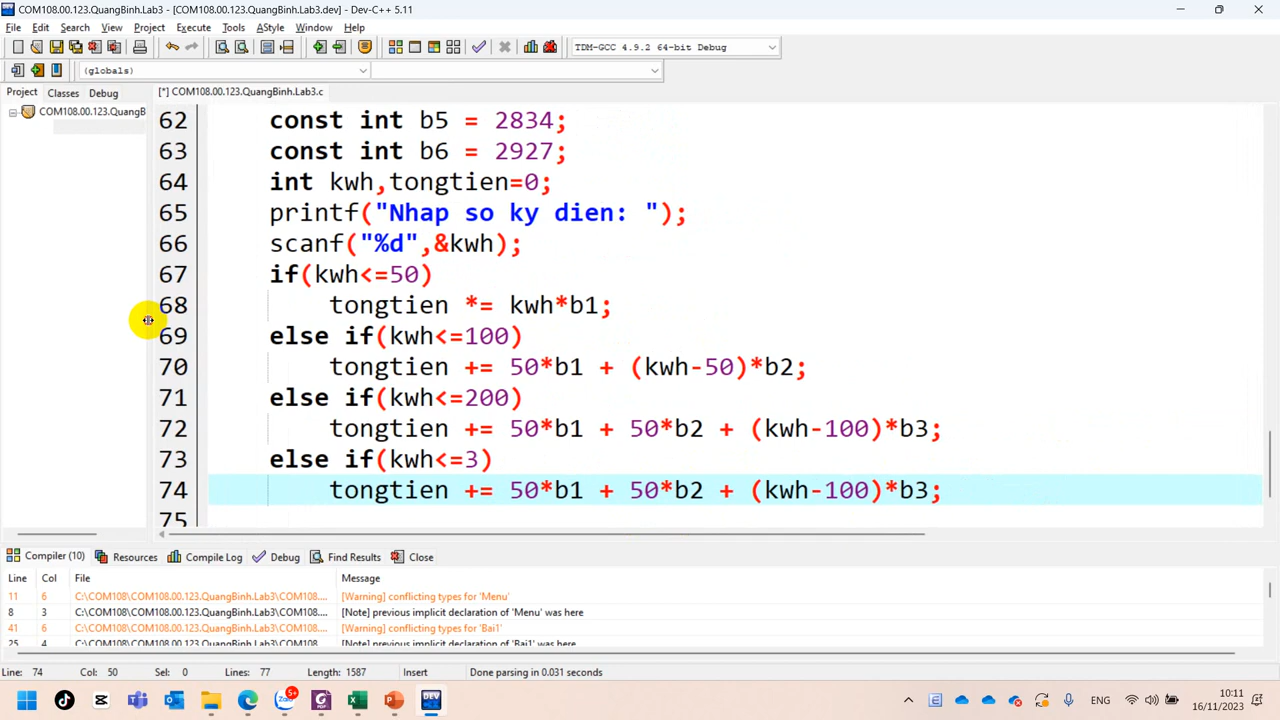 COM108.00.123.QuangBinh.Lab3 - [COM108.00.123.QuangBinh.Lab3.dev] - Dev-C++ 5.11
File Edit Search View Project Execute Tools AStyle Window Help
TDM-GCC 4.9.2 64-bit Debug
(globals)
Project Classes Debug [*] COM108.00.123.QuangBinh.Lab3.c
COM108.00.123.QuangB
62 const int b5 = 2834;
63 const int b6 = 2927;
64 int kwh,tongtien=0;
65 printf("Nhap so ky dien: ");
66 scanf("%d",&kwh);
67 if(kwh<=50)
68 tongtien *= kwh*b1;
69 else if(kwh<=100)
70 tongtien += 50*b1 + (kwh-50)*b2;
71 else if(kwh<=200)
72 tongtien += 50*b1 + 50*b2 + (kwh-100)*b3;
73 else if(kwh<=3)
74 tongtien += 50*b1 + 50*b2 + (kwh-100)*b3;
75
Compiler (10) Resources Compile Log Debug Find Results Close
Line Col File Message
11 6 C:\COM108\COM108.00.123.QuangBinh.Lab3\COM108.... [Warning] conflicting types for 'Menu'
8 3 C:\COM108\COM108.00.123.QuangBinh.Lab3\COM108.... [Note] previous implicit declaration of 'Menu' was here
41 6 C:\COM108\COM108.00.123.QuangBinh.Lab3\COM108.... [Warning] conflicting types for 'Bai1'
25 4 C:\COM108\COM108.00.123.QuangBinh.Lab3\COM108.... [Note] previous implicit declaration of 'Bai1' was here
Line: 74 Col: 50 Sel: 0 Lines: 77 Length: 1587 Insert Done parsing in 0.031 seconds
5+
ENG
10:11
16/11/2023